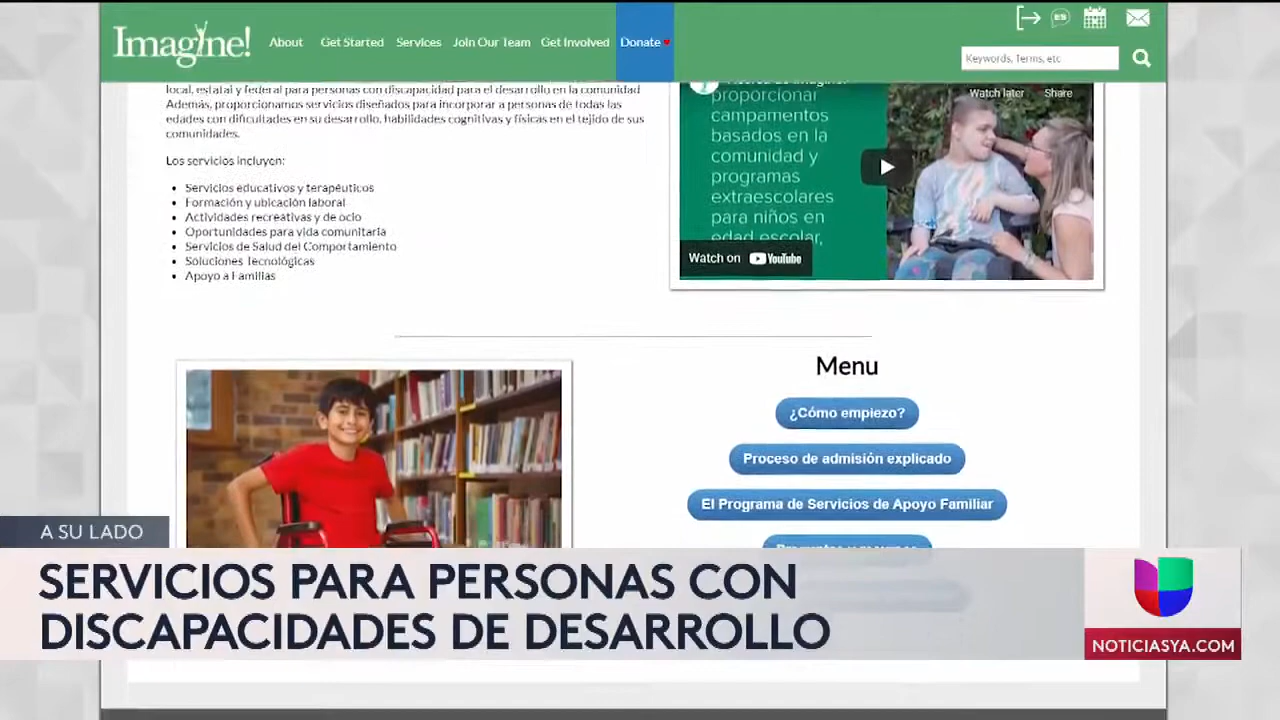 Imagine!
About
Get Started
Services
Join Our Team
Get Involved
Donate
ES
Keywords, Terms, etc
local, estatal y federal para personas con discapacidad para el desarrollo en la comunidad
Además, proporcionamos servicios diseñados para incorporar a personas de todas las
edades con dificultades en su desarrollo, habilidades cognitivas y físicas en el tejido de sus
comunidades.
Los servicios incluyen:
Servicios educativos y terapéuticos
Formación y ubicación laboral
Actividades recreativas y de ocio
Oportunidades para vida comunitaria
Servicios de Salud del Comportamiento
Soluciones Tecnológicas
Apoyo a Familias
Watch later
Share
proporcionar
campamentos
basados en la
comunidad y
programas
extraescolares
para niños en
edad escolar,
Watch on YouTube
Menu
¿Cómo empiezo?
Proceso de admisión explicado
El Programa de Servicios de Apoyo Familiar
A SU LADO
SERVICIOS PARA PERSONAS CON
DISCAPACIDADES DE DESARROLLO
NOTICIASYA.COM